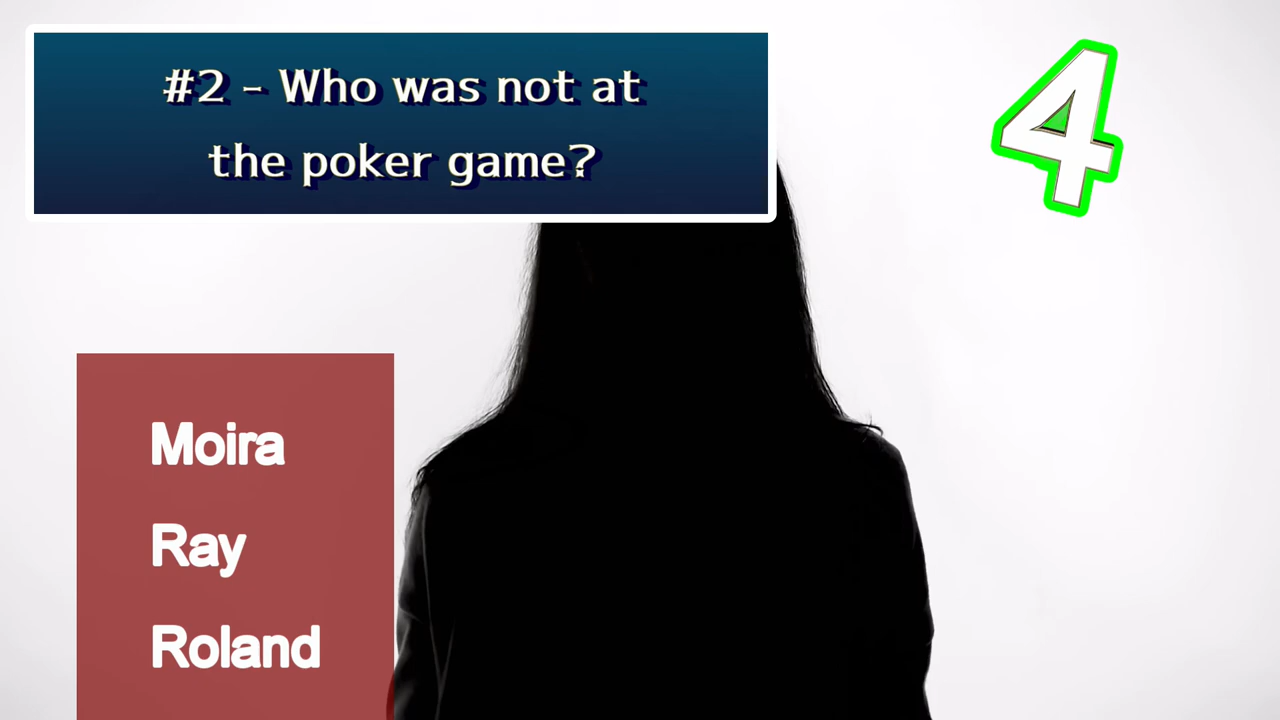 #2 - Who was not at
the poker game?
4
Moira
Ray
Roland